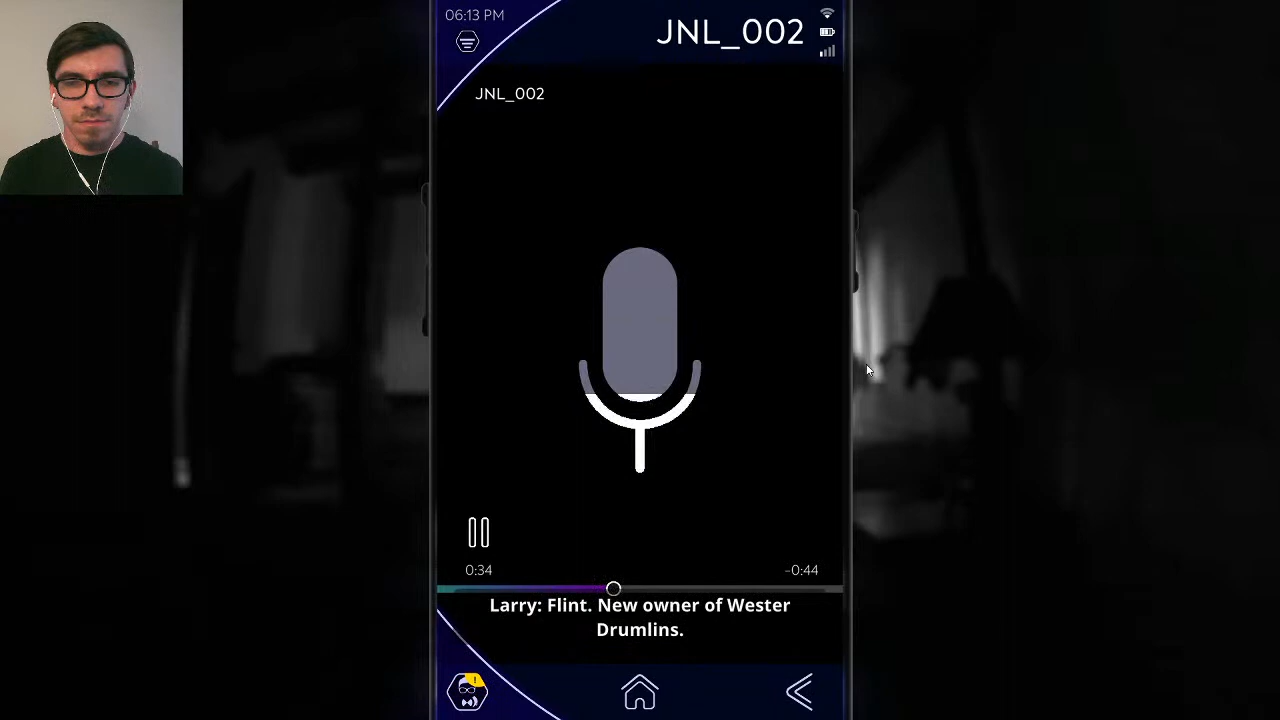 06:13 PM
JNL_002
JNL_002
0:34
-0:44
Larry: Flint. New owner of Wester
Drumlins.
!